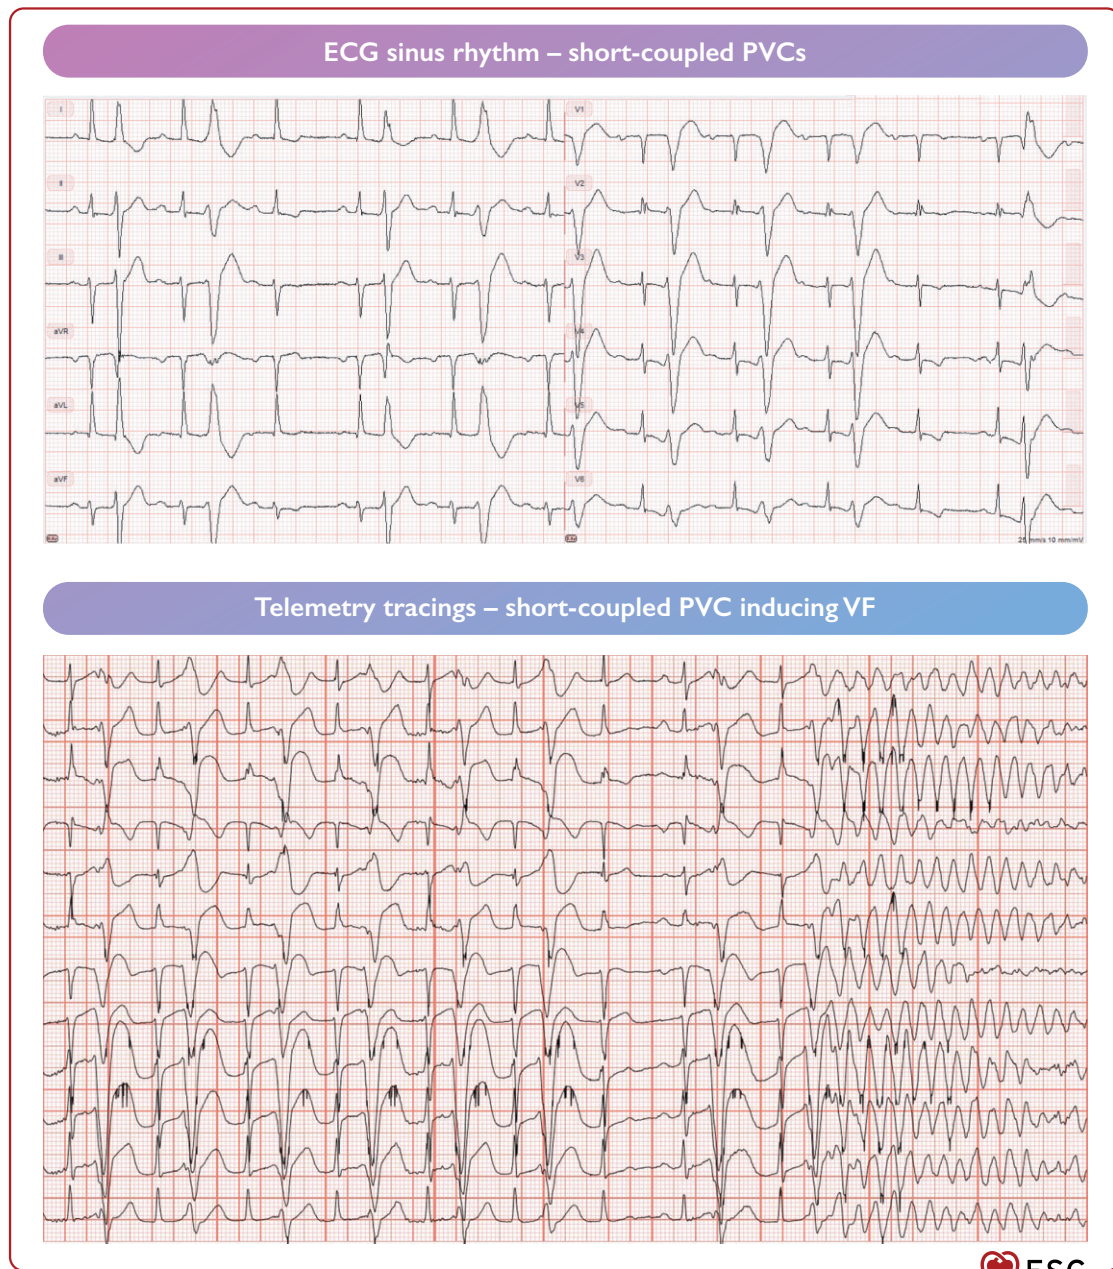 ECG sinus rhythm – short-coupled PVCs
I
V1
II
V2
III
V3
aVR
V4
aVL
V5
aVF
V6
25 mm/s 10 mm/mV
Telemetry tracings – short-coupled PVC inducing VF
ESC